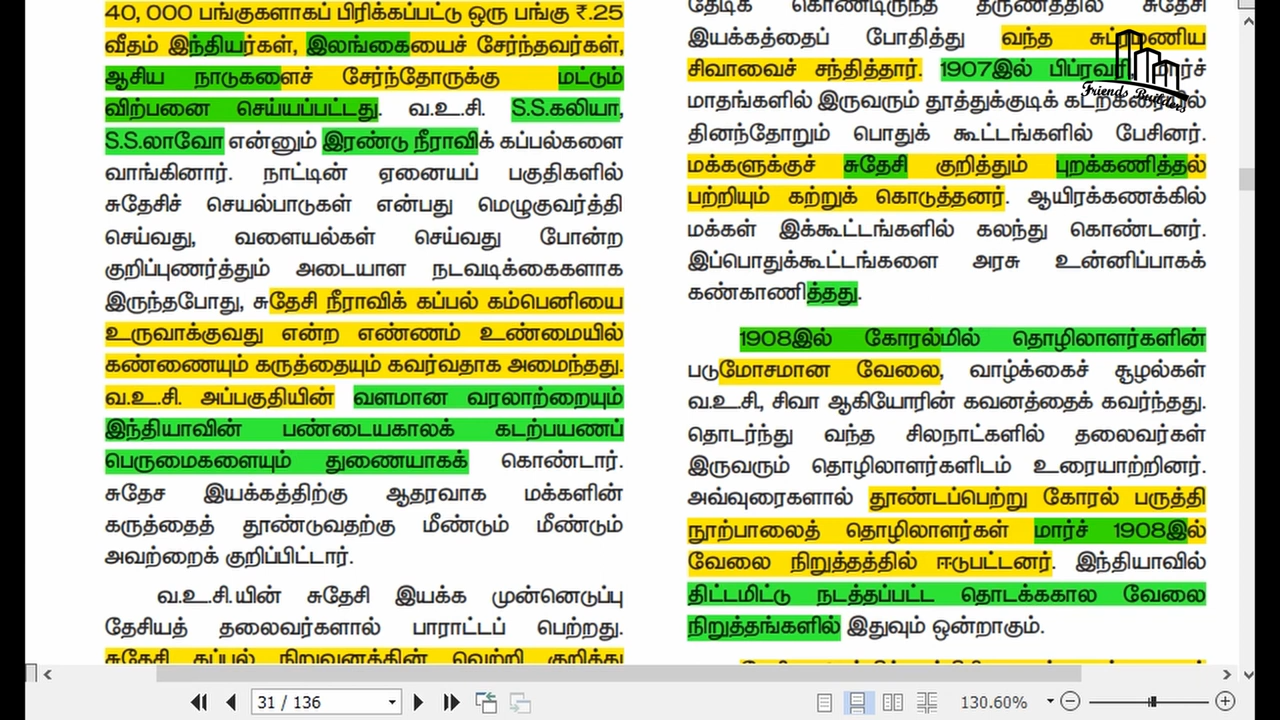 40, 000 பங்குகளாகப் பிரிக்கப்பட்டு ஒரு பங்கு ₹.25
வீதம் இந்தியர்கள், இலங்கையைச் சேர்ந்தவர்கள்,
ஆசிய நாடுகளைச் சேர்ந்தோருக்கு மட்டும்
விற்பனை செய்யப்பட்டது. வ.உ.சி. S.S.கலியா,
S.S.லாவோ என்னும் இரண்டு நீராவிக் கப்பல்களை
வாங்கினார். நாட்டின் ஏனையப் பகுதிகளில்
சுதேசிச் செயல்பாடுகள் என்பது மெழுகுவர்த்தி
செய்வது, வளையல்கள் செய்வது போன்ற
குறிப்புணர்த்தும் அடையாள நடவடிக்கைகளாக
இருந்தபோது, சுதேசி நீராவிக் கப்பல் கம்பெனியை
உருவாக்குவது என்ற எண்ணம் உண்மையில்
கண்ணையும் கருத்தையும் கவர்வதாக அமைந்தது.
வ.உ.சி. அப்பகுதியின் வளமான வரலாற்றையும்
இந்தியாவின் பண்டையகாலக் கடற்பயணப்
பெருமைகளையும் துணையாகக் கொண்டார்.
சுதேச இயக்கத்திற்கு ஆதரவாக மக்களின்
கருத்தைத் தூண்டுவதற்கு மீண்டும் மீண்டும்
அவற்றைக் குறிப்பிட்டார்.
வ.உ.சி.யின் சுதேசி இயக்க முன்னெடுப்பு
தேசியத் தலைவர்களால் பாராட்டப் பெற்றது.
சுதேசி கப்பல் நிறுவனத்தின் வெற்றி குறித்து
தேடிக் கொண்டிருந்த தருணத்தில் சுதேசி
இயக்கத்தைப் போதித்து வந்த சுப்ரமணிய
சிவாவைச் சந்தித்தார். 1907இல் பிப்ரவரி, மார்ச்
மாதங்களில் இருவரும் தூத்துக்குடிக் கடற்கரையில்
தினந்தோறும் பொதுக் கூட்டங்களில் பேசினர்.
மக்களுக்குச் சுதேசி குறித்தும் புறக்கணித்தல்
பற்றியும் கற்றுக் கொடுத்தனர். ஆயிரக்கணக்கில்
மக்கள் இக்கூட்டங்களில் கலந்து கொண்டனர்.
இப்பொதுக்கூட்டங்களை அரசு உன்னிப்பாகக்
கண்காணித்தது.
1908இல் கோரல்மில் தொழிலாளர்களின்
படுமோசமான வேலை, வாழ்க்கைச் சூழல்கள்
வ.உ.சி, சிவா ஆகியோரின் கவனத்தைக் கவர்ந்தது.
தொடர்ந்து வந்த சிலநாட்களில் தலைவர்கள்
இருவரும் தொழிலாளர்களிடம் உரையாற்றினர்.
அவ்வுரைகளால் தூண்டப்பெற்று கோரல் பருத்தி
நூற்பாலைத் தொழிலாளர்கள் மார்ச் 1908இல்
வேலை நிறுத்தத்தில் ஈடுபட்டனர். இந்தியாவில்
திட்டமிட்டு நடத்தப்பட்ட தொடக்ககால வேலை
நிறுத்தங்களில் இதுவும் ஒன்றாகும்.
Friends Builders
31 / 136
130.60%